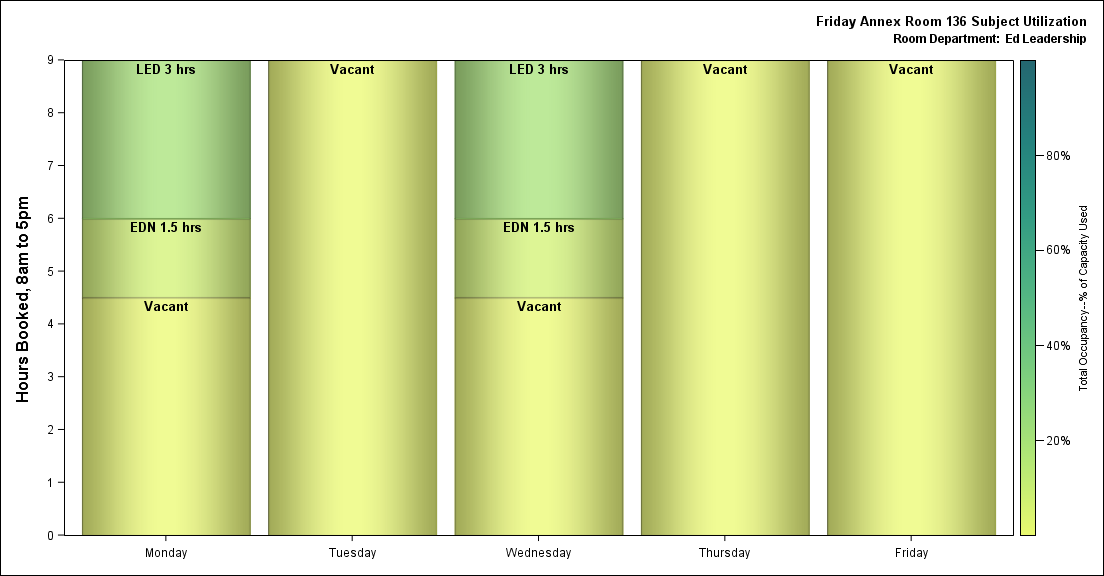 Friday Annex Room 136 Subject Utilization
Room Department: Ed Leadership
Hours Booked, 8am to 5pm
9
8
7
6
5
4
3
2
1
0
LED 3 hrs
EDN 1.5 hrs
Vacant
Vacant
LED 3 hrs
EDN 1.5 hrs
Vacant
Vacant
Vacant
Monday
Tuesday
Wednesday
Thursday
Friday
80%
60%
40%
20%
Total Occupancy--% of Capacity Used